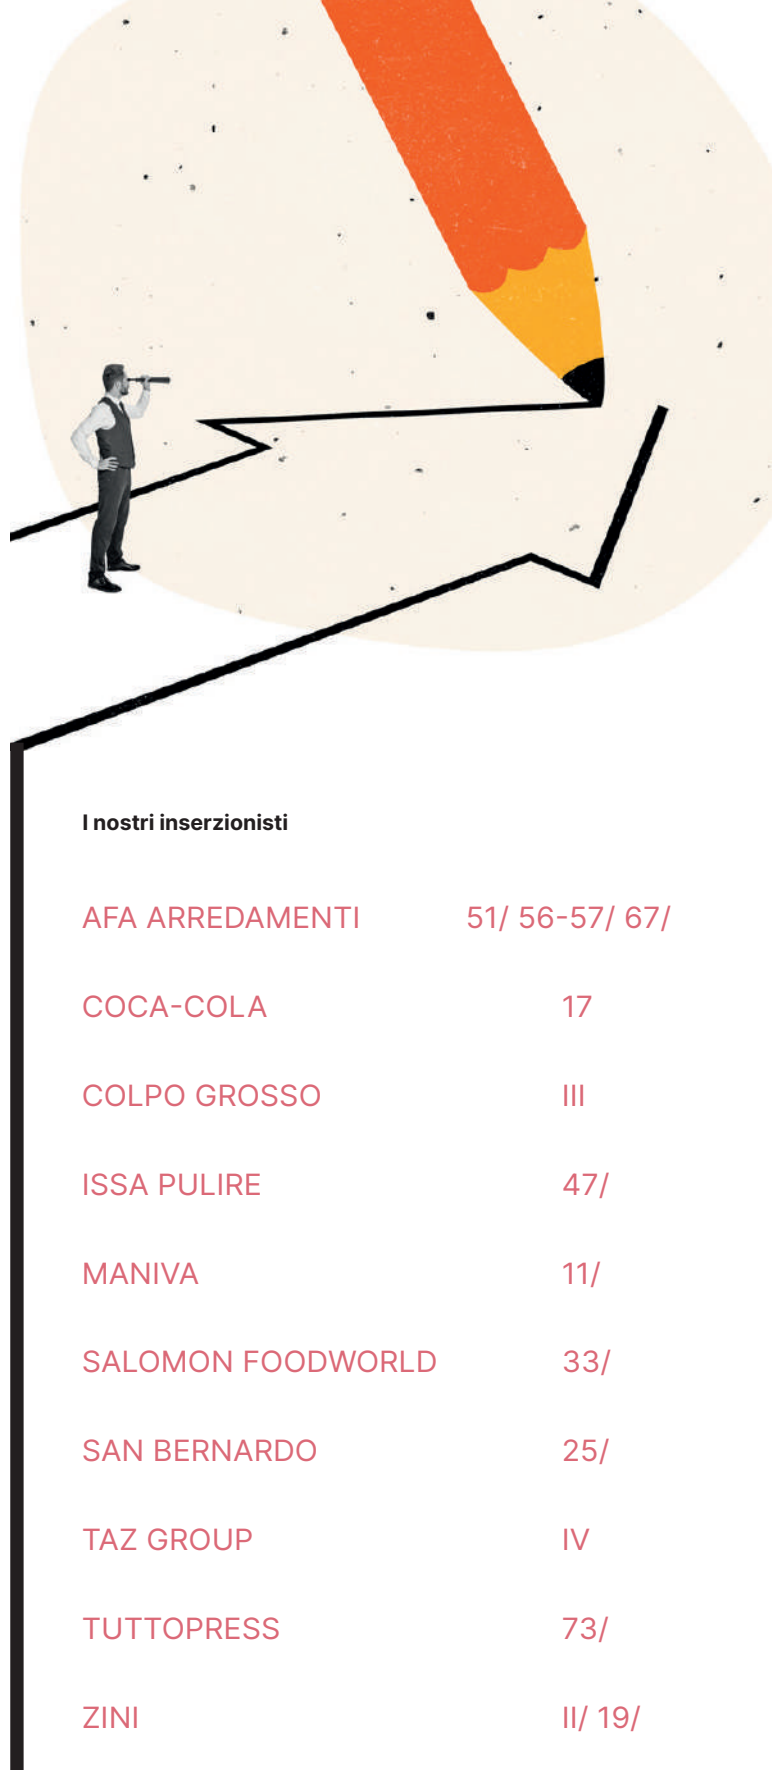 I nostri inserzionisti
AFA ARREDAMENTI 51/ 56-57/ 67/
COCA-COLA 17
COLPO GROSSO III
ISSA PULIRE 47/
MANIVA 11/
SALOMON FOODWORLD 33/
SAN BERNARDO 25/
TAZ GROUP IV
TUTTOPRESS 73/
ZINI II/ 19/